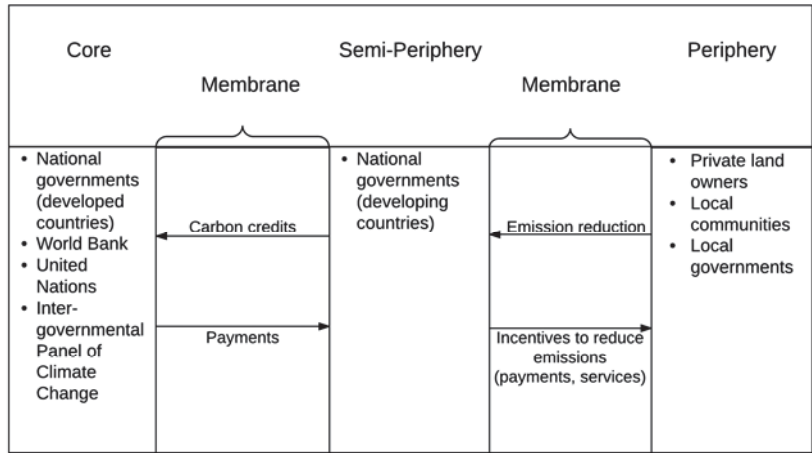 Core
Semi-Periphery
Periphery
Membrane
Membrane
• National
governments
(developed
countries)
• World Bank
• United
Nations
• Inter-
governmental
Panel of
Climate
Change
Carbon credits
Payments
• National
governments
(developing
countries)
Emission reduction
Incentives to reduce
emissions
(payments, services)
• Private land
owners
• Local
communities
• Local
governments